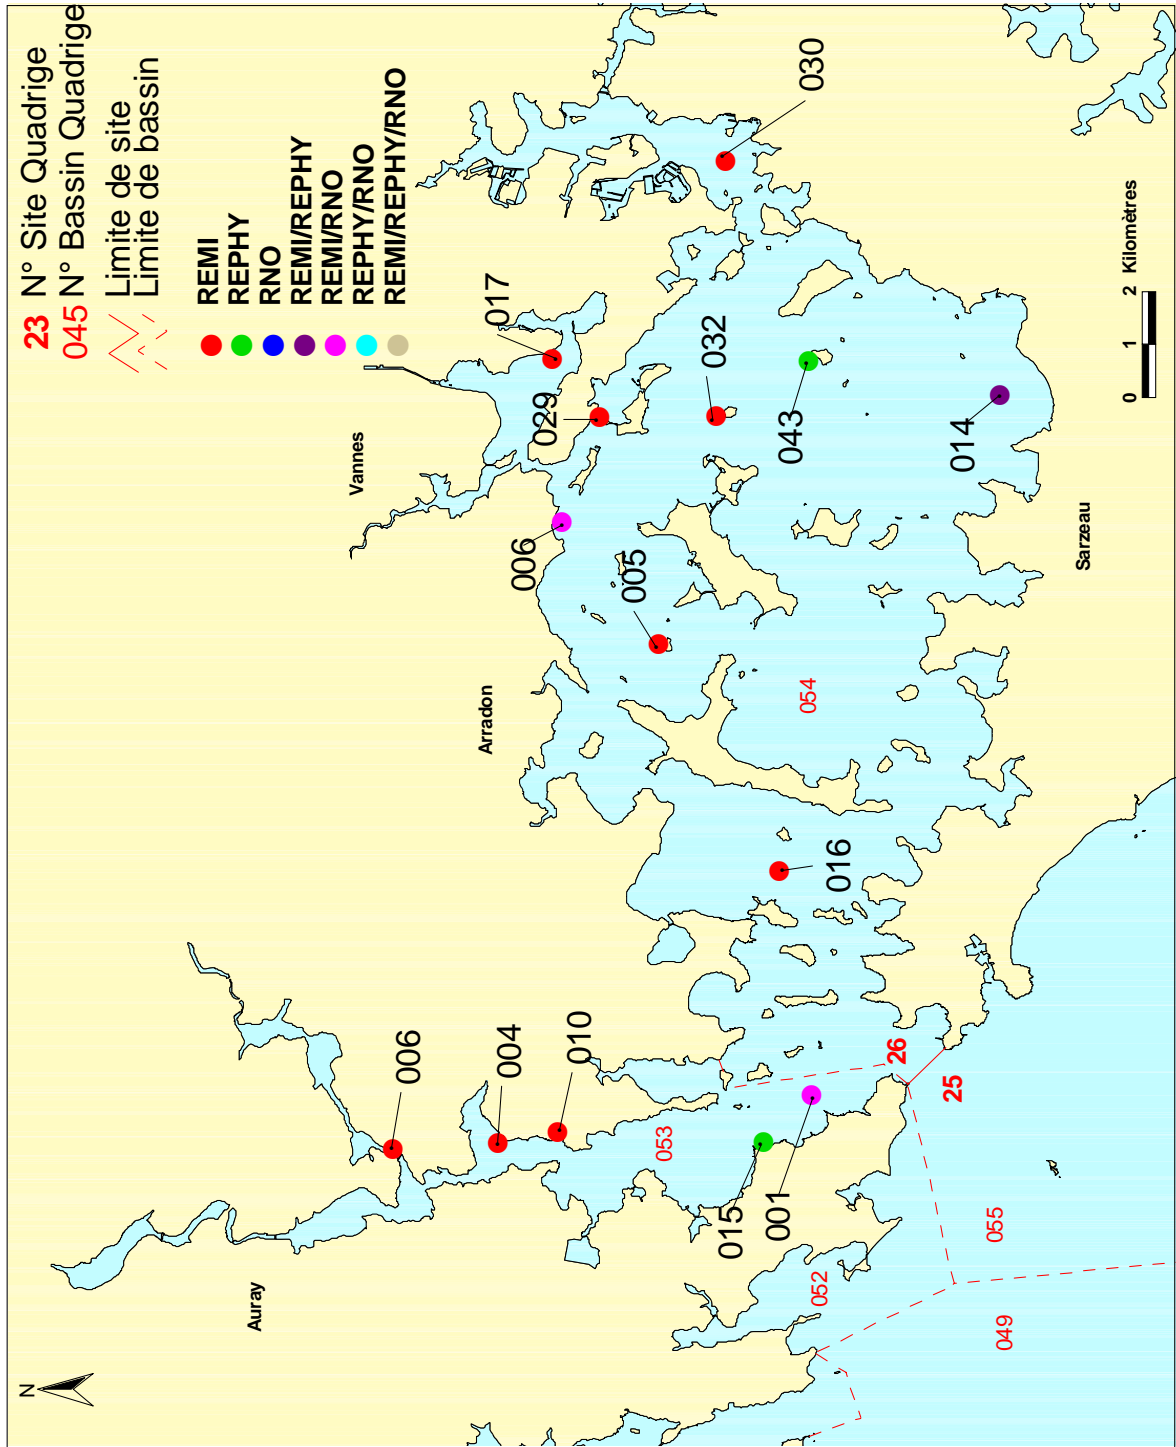 N
23 N° Site Quadrige
045 N° Bassin Quadrige
Limite de site
Limite de bassin
REMI
REPHY
RNO
REMI/REPHY
REMI/RNO
REPHY/RNO
REMI/REPHY/RNO
Auray
Vannes
Arradon
Sarzeau
006
004
010
053
015
001
052
049
055
25
26
016
054
005
006
029
017
032
043
014
030
0 1 2 Kilomètres